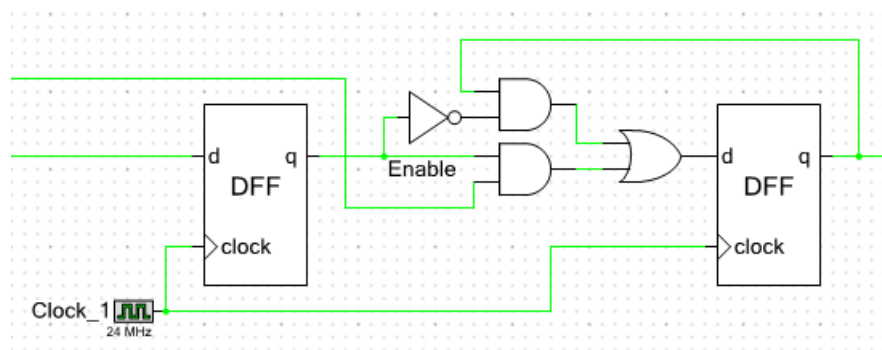 d q
DFF
clock
Enable
d q
DFF
clock
Clock_1
24 MHz